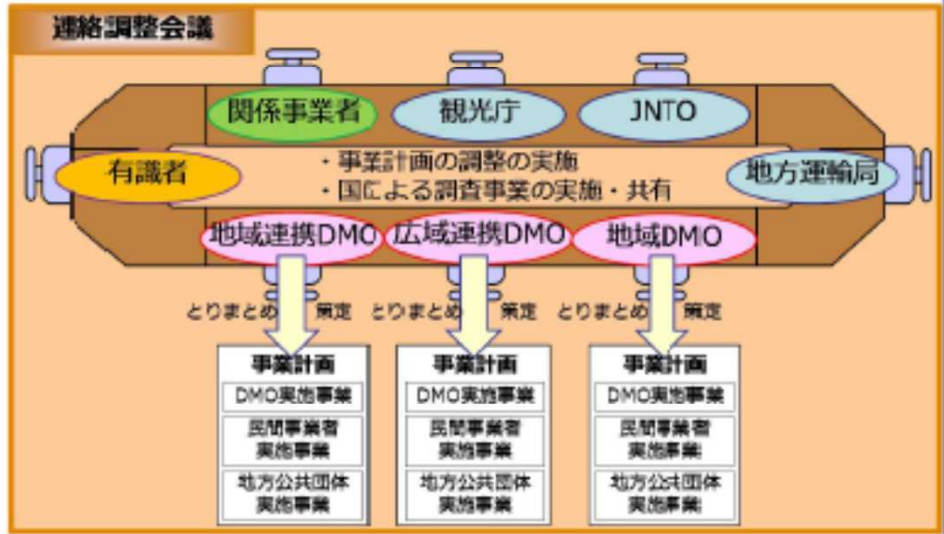 連絡調整会議
関係事業者
観光庁
JNTO
有識者
・事業計画の調整の実施
・国による調査事業の実施・共有
地方運輸局
地域連携DMO
広域連携DMO
地域DMO
とりまとめ 策定
とりまとめ 策定
とりまとめ 策定
事業計画
DMO実施事業
民間事業者
実施事業
地方公共団体
実施事業
事業計画
DMO実施事業
民間事業者
実施事業
地方公共団体
実施事業
事業計画
DMO実施事業
民間事業者
実施事業
地方公共団体
実施事業